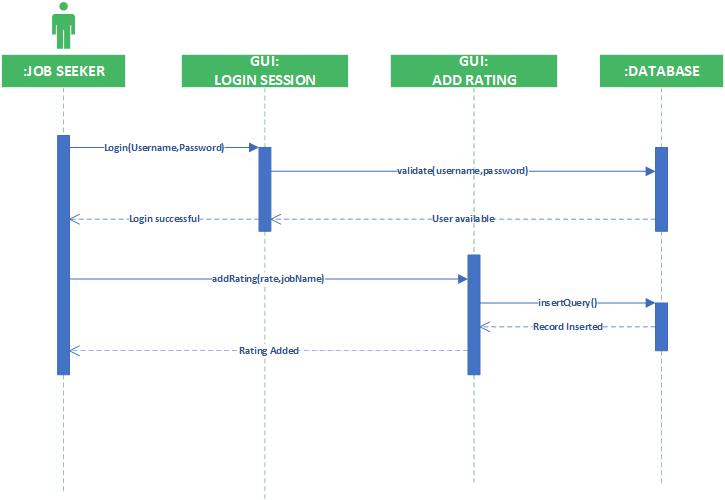 :JOB SEEKER
GUI:
LOGIN SESSION
GUI:
ADD RATING
:DATABASE
Login(Username,Password)
validate(username,password)
Login successful
User available
addRating(rate,jobName)
insertQuery()
Record Inserted
Rating Added